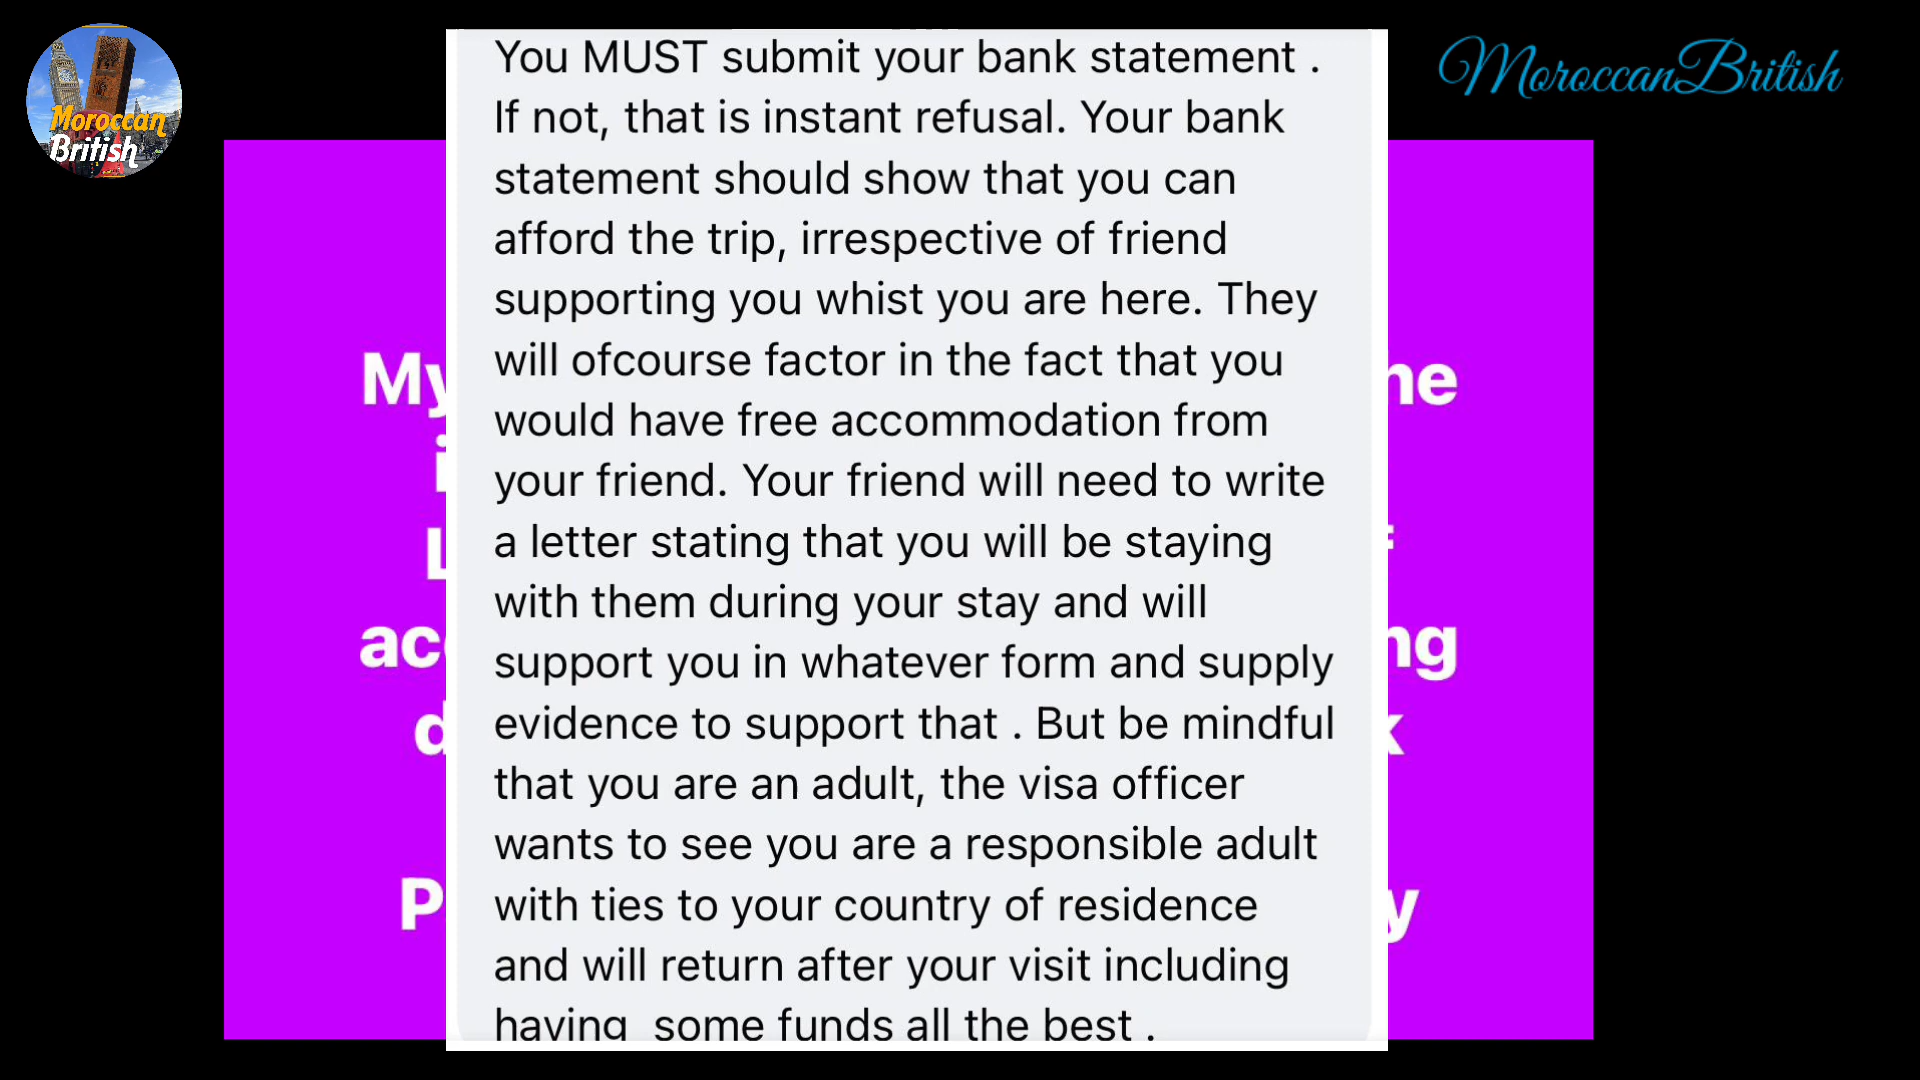 Moroccan
British
MoroccanBritish
You MUST submit your bank statement .
If not, that is instant refusal. Your bank
statement should show that you can
afford the trip, irrespective of friend
supporting you whist you are here. They
will ofcourse factor in the fact that you
would have free accommodation from
your friend. Your friend will need to write
a letter stating that you will be staying
with them during your stay and will
support you in whatever form and supply
evidence to support that . But be mindful
that you are an adult, the visa officer
wants to see you are a responsible adult
with ties to your country of residence
and will return after your visit including
having some funds all the best .
My